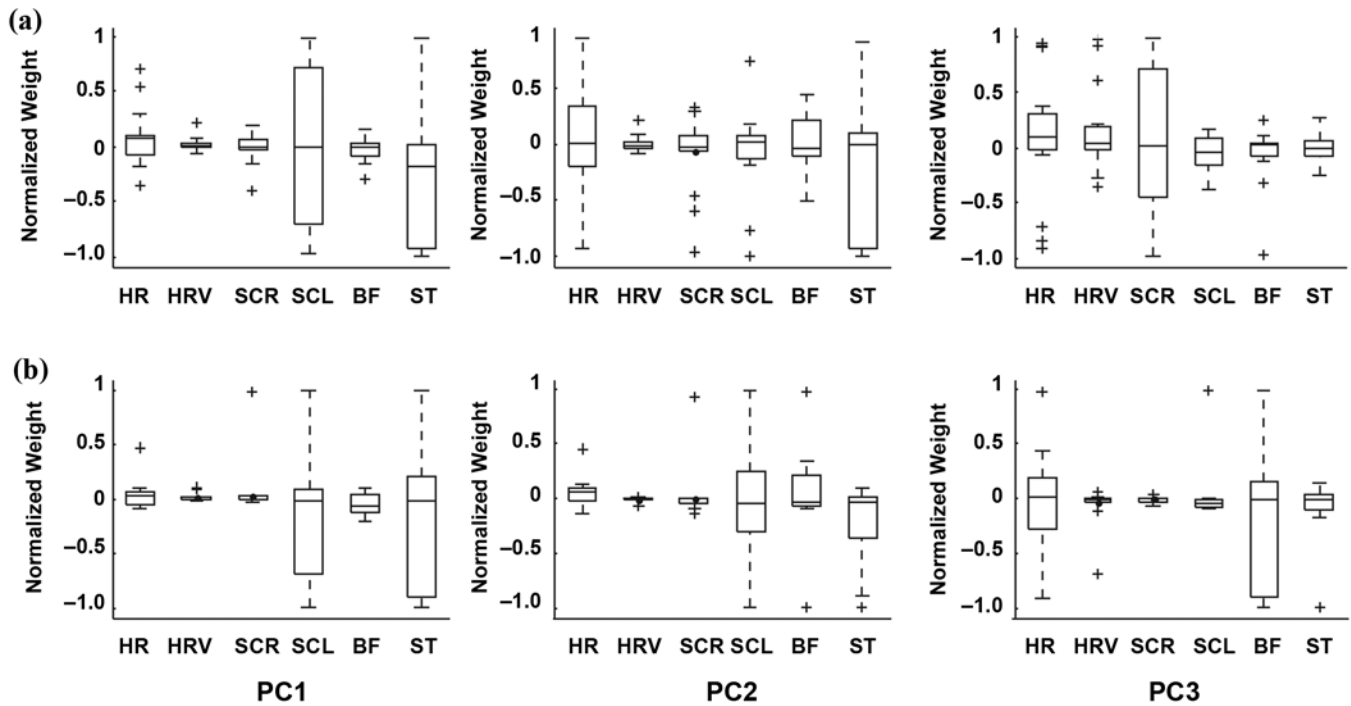 (a)
Normalized Weight
1
0.5
0
–0.5
–1.0
HR HRV SCR SCL BF ST
Normalized Weight
1
0.5
0
–0.5
–1.0
HR HRV SCR SCL BF ST
Normalized Weight
1
0.5
0
–0.5
–1.0
HR HRV SCR SCL BF ST
(b)
Normalized Weight
1
0.5
0
–0.5
–1.0
HR HRV SCR SCL BF ST
PC1
Normalized Weight
1
0.5
0
–0.5
–1.0
HR HRV SCR SCL BF ST
PC2
Normalized Weight
1
0.5
0
–0.5
–1.0
HR HRV SCR SCL BF ST
PC3